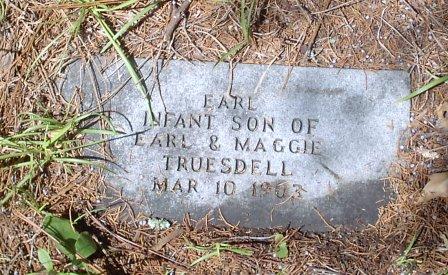 EARL
INFANT SON OF
EARL & MAGGIE
TRUESDELL
MAR 10 1903